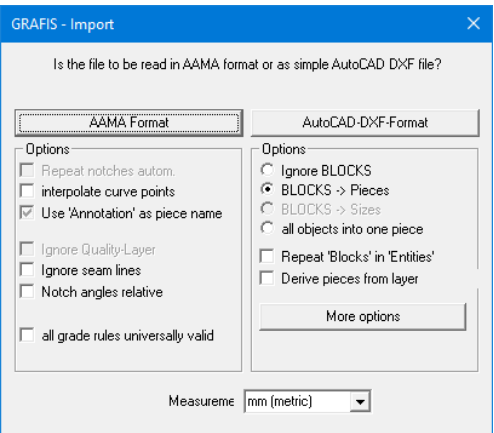 GRAFIS - Import
Is the file to be read in AAMA format or as simple AutoCAD DXF file?
AAMA Format
AutoCAD-DXF-Format
Options
Repeat notches autom.
interpolate curve points
Use 'Annotation' as piece name
Ignore Quality-Layer
Ignore seam lines
Notch angles relative
all grade rules universally valid
Options
Ignore BLOCKS
BLOCKS -> Pieces
BLOCKS -> Sizes
all objects into one piece
Repeat 'Blocks' in 'Entities'
Derive pieces from layer
More options
Measureme mm (metric)